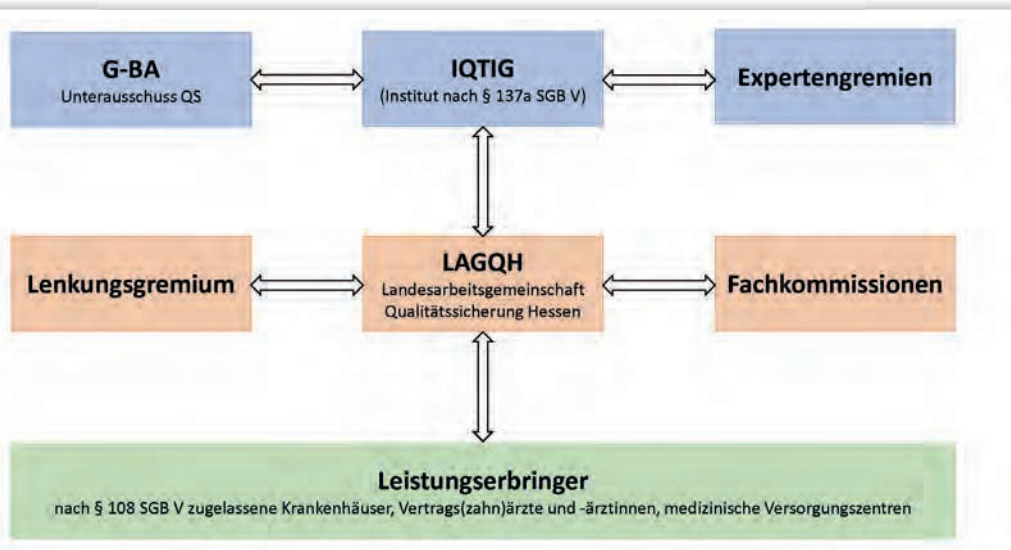 G-BA
Unterausschuss QS
IQTIG
(Institut nach § 137a SGB V)
Expertengremien
Lenkungsgremium
LAGQH
Landesarbeitsgemeinschaft
Qualitätssicherung Hessen
Fachkommissionen
Leistungserbringer
nach § 108 SGB V zugelassene Krankenhäuser, Vertrags(zahn)ärzte und -ärztinnen, medizinische Versorgungszentren